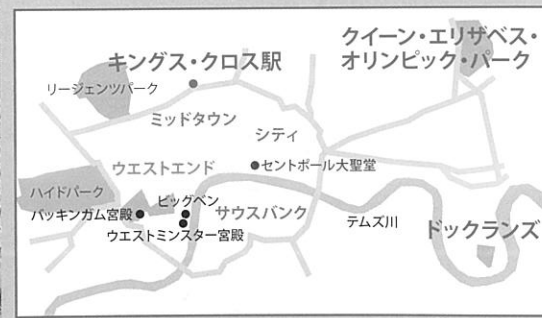 クイーン・エリザベス・
オリンピック・パーク
キングス・クロス駅
リージェンツパーク
ミッドタウン
シティ
ウエストエンド
セントポール大聖堂
ハイドパーク
ビッグベン
バッキンガム宮殿
サウスバンク
テムズ川
ウエストミンスター宮殿
ドックランズ